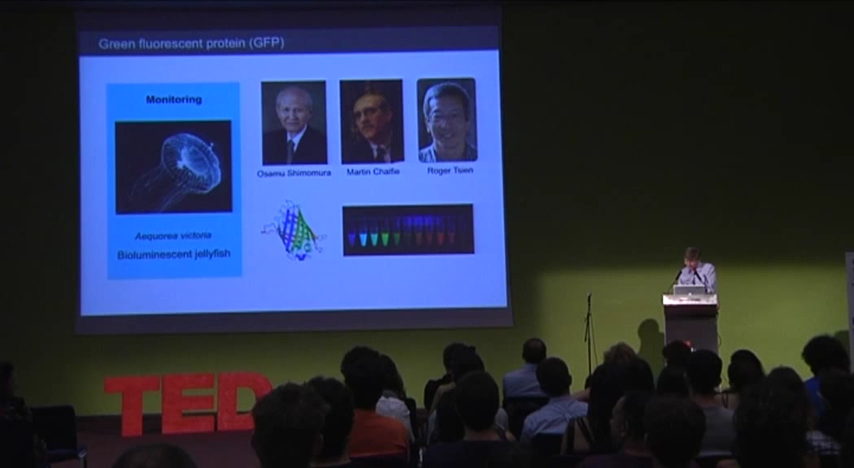 Green fluorescent protein (GFP)
Monitoring
Osamu Shimomura
Martin Chalfie
Roger Tsien
Aequorea victoria
Bioluminescent jellyfish
TED